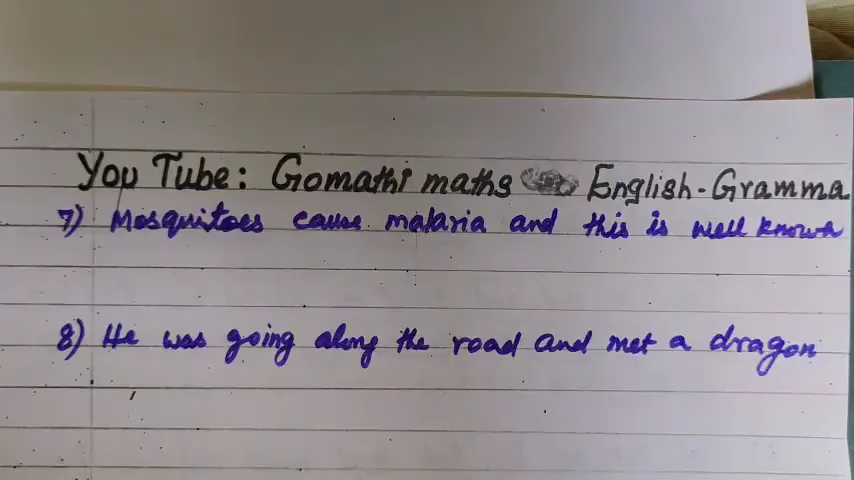 You Tube: Gomathi maths English-Gramma
7) Mosquitoes cause malaria and this is well known
8) He was going along the road and met a dragon